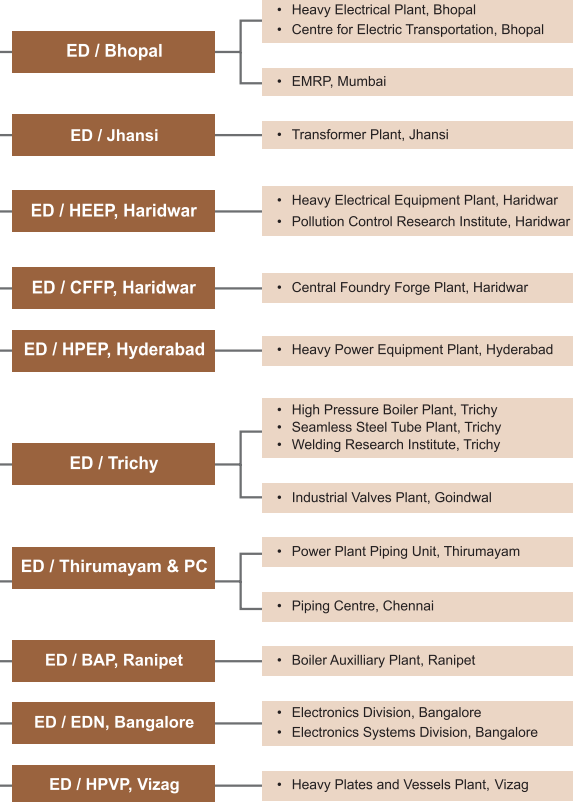 • Heavy Electrical Plant, Bhopal
• Centre for Electric Transportation, Bhopal
ED / Bhopal
• EMRP, Mumbai
ED / Jhansi
• Transformer Plant, Jhansi
ED / HEEP, Haridwar
• Heavy Electrical Equipment Plant, Haridwar
• Pollution Control Research Institute, Haridwar
ED / CFFP, Haridwar
• Central Foundry Forge Plant, Haridwar
ED / HPEP, Hyderabad
• Heavy Power Equipment Plant, Hyderabad
• High Pressure Boiler Plant, Trichy
• Seamless Steel Tube Plant, Trichy
• Welding Research Institute, Trichy
ED / Trichy
• Industrial Valves Plant, Goindwal
• Power Plant Piping Unit, Thirumayam
ED / Thirumayam & PC
• Piping Centre, Chennai
ED / BAP, Ranipet
• Boiler Auxilliary Plant, Ranipet
ED / EDN, Bangalore
• Electronics Division, Bangalore
• Electronics Systems Division, Bangalore
ED / HPVP, Vizag
• Heavy Plates and Vessels Plant, Vizag